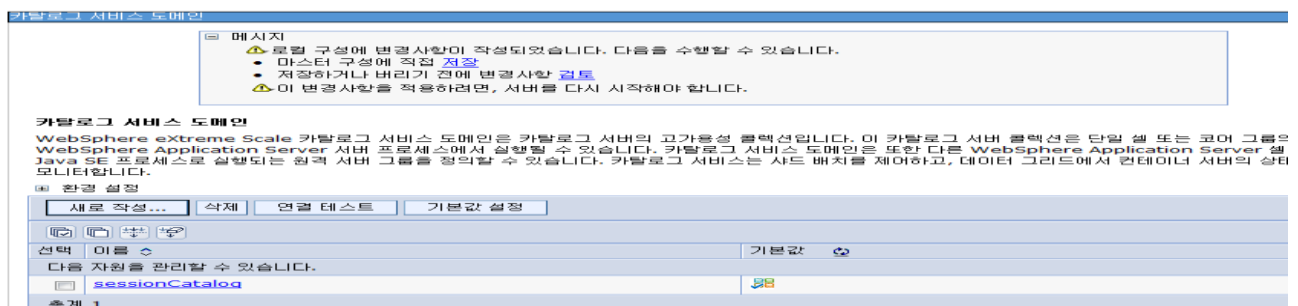 카탈로그 서비스 도메인
메시지
로컬 구성에 변경사항이 작성되었습니다. 다음을 수행할 수 있습니다.
마스터 구성에 직접 저장
저장하거나 버리기 전에 변경사항 검토
이 변경사항을 적용하려면, 서버를 다시 시작해야 합니다.
카탈로그 서비스 도메인
WebSphere eXtreme Scale 카탈로그 서비스 도메인은 카탈로그 서버의 고가용성 콜렉션입니다. 이 카탈로그 서버 콜렉션은 단일 셀 또는 코어 그룹의
WebSphere Application Server 서버 프로세스에서 실행될 수 있습니다. 카탈로그 서비스 도메인은 또한 다른 WebSphere Application Server 셀
Java SE 프로세스로 실행되는 원격 서버 그룹을 정의할 수 있습니다. 카탈로그 서비스는 샤드 배치를 제어하고, 데이터 그리드에서 컨테이너 서버의 상태
모니터합니다.
환경 설정
새로 작성... 삭제 연결 테스트 기본값 설정
선택 이름 기본값
다음 자원을 관리할 수 있습니다.
sessionCatalog
총계 1